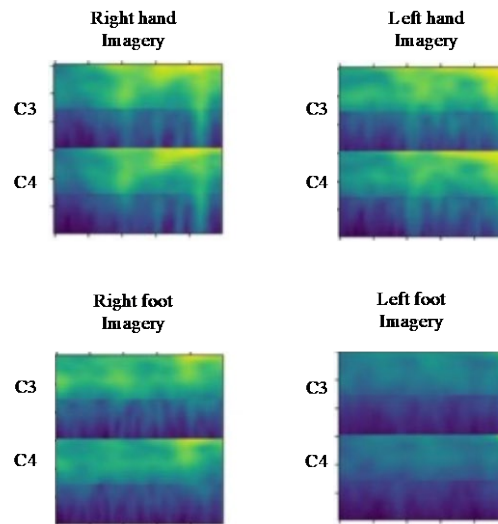 Right hand
Imagery
Left hand
Imagery
C3
C4
C3
C4
Right foot
Imagery
Left foot
Imagery
C3
C4
C3
C4